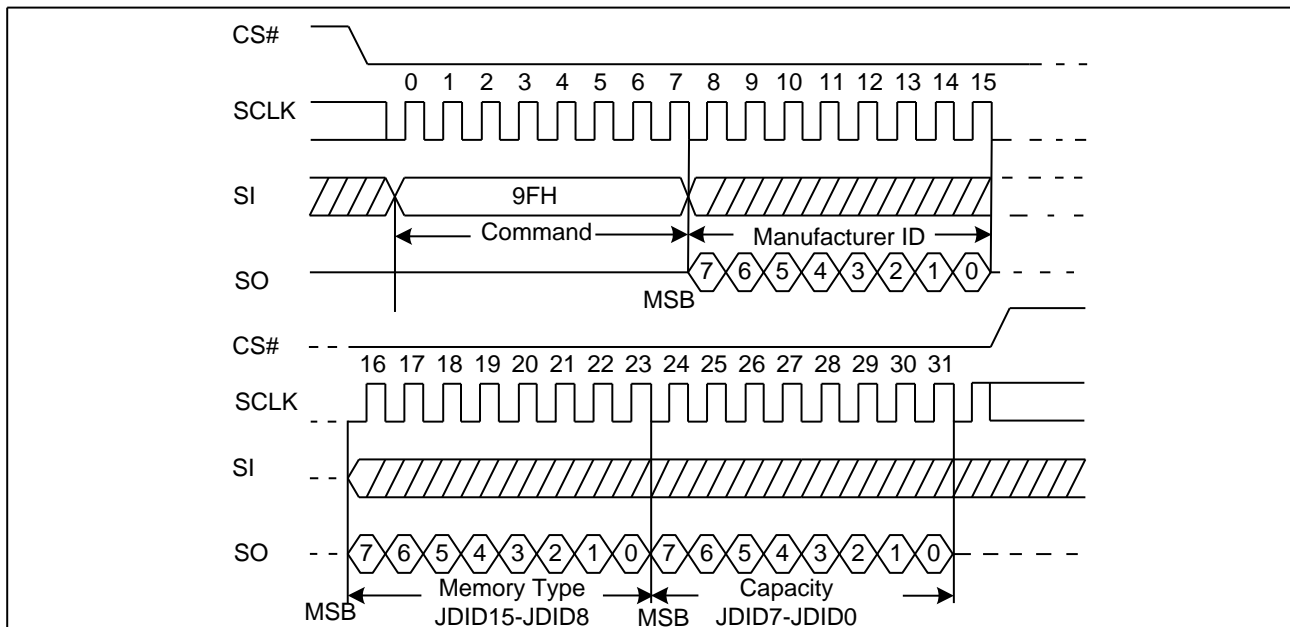 CS#
0 1 2 3 4 5 6 7 8 9 10 11 12 13 14 15
SCLK
SI 9FH
Command Manufacturer ID
SO 7 6 5 4 3 2 1 0
MSB
CS#
16 17 18 19 20 21 22 23 24 25 26 27 28 29 30 31
SCLK
SI
SO 7 6 5 4 3 2 1 0 7 6 5 4 3 2 1 0
Memory Type Capacity
MSB JDID15-JDID8 MSB JDID7-JDID0